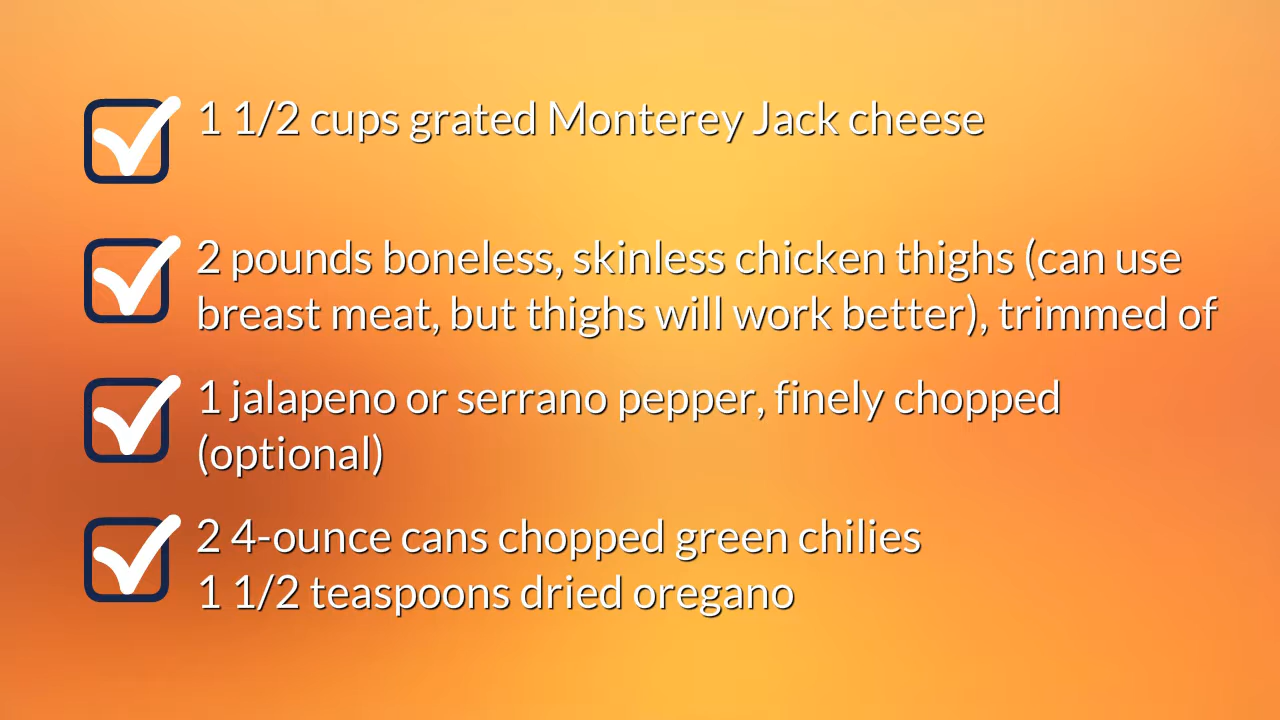 1 1/2 cups grated Monterey Jack cheese
2 pounds boneless, skinless chicken thighs (can use
breast meat, but thighs will work better), trimmed of
1 jalapeno or serrano pepper, finely chopped
(optional)
2 4-ounce cans chopped green chilies
1 1/2 teaspoons dried oregano